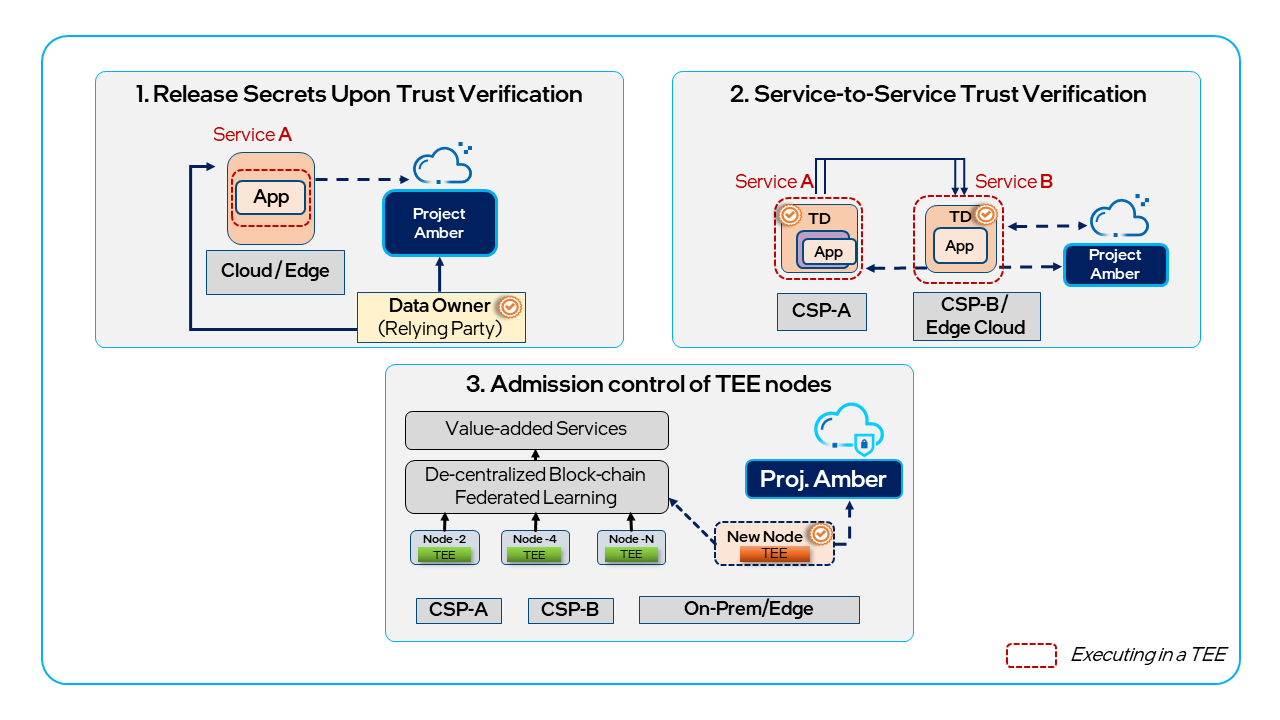 1. Release Secrets Upon Trust Verification
Service A
App
Project
Amber
Cloud / Edge
Data Owner
(Relying Party)
2. Service-to-Service Trust Verification
Service A
Service B
TD
App
TD
App
Project
Amber
CSP-A
CSP-B /
Edge Cloud
3. Admission control of TEE nodes
Value-added Services
De-centralized Block-chain
Federated Learning
Proj. Amber
Node -2
TEE
Node -4
TEE
Node -N
TEE
New Node
TEE
CSP-A
CSP-B
On-Prem/Edge
Executing in a TEE